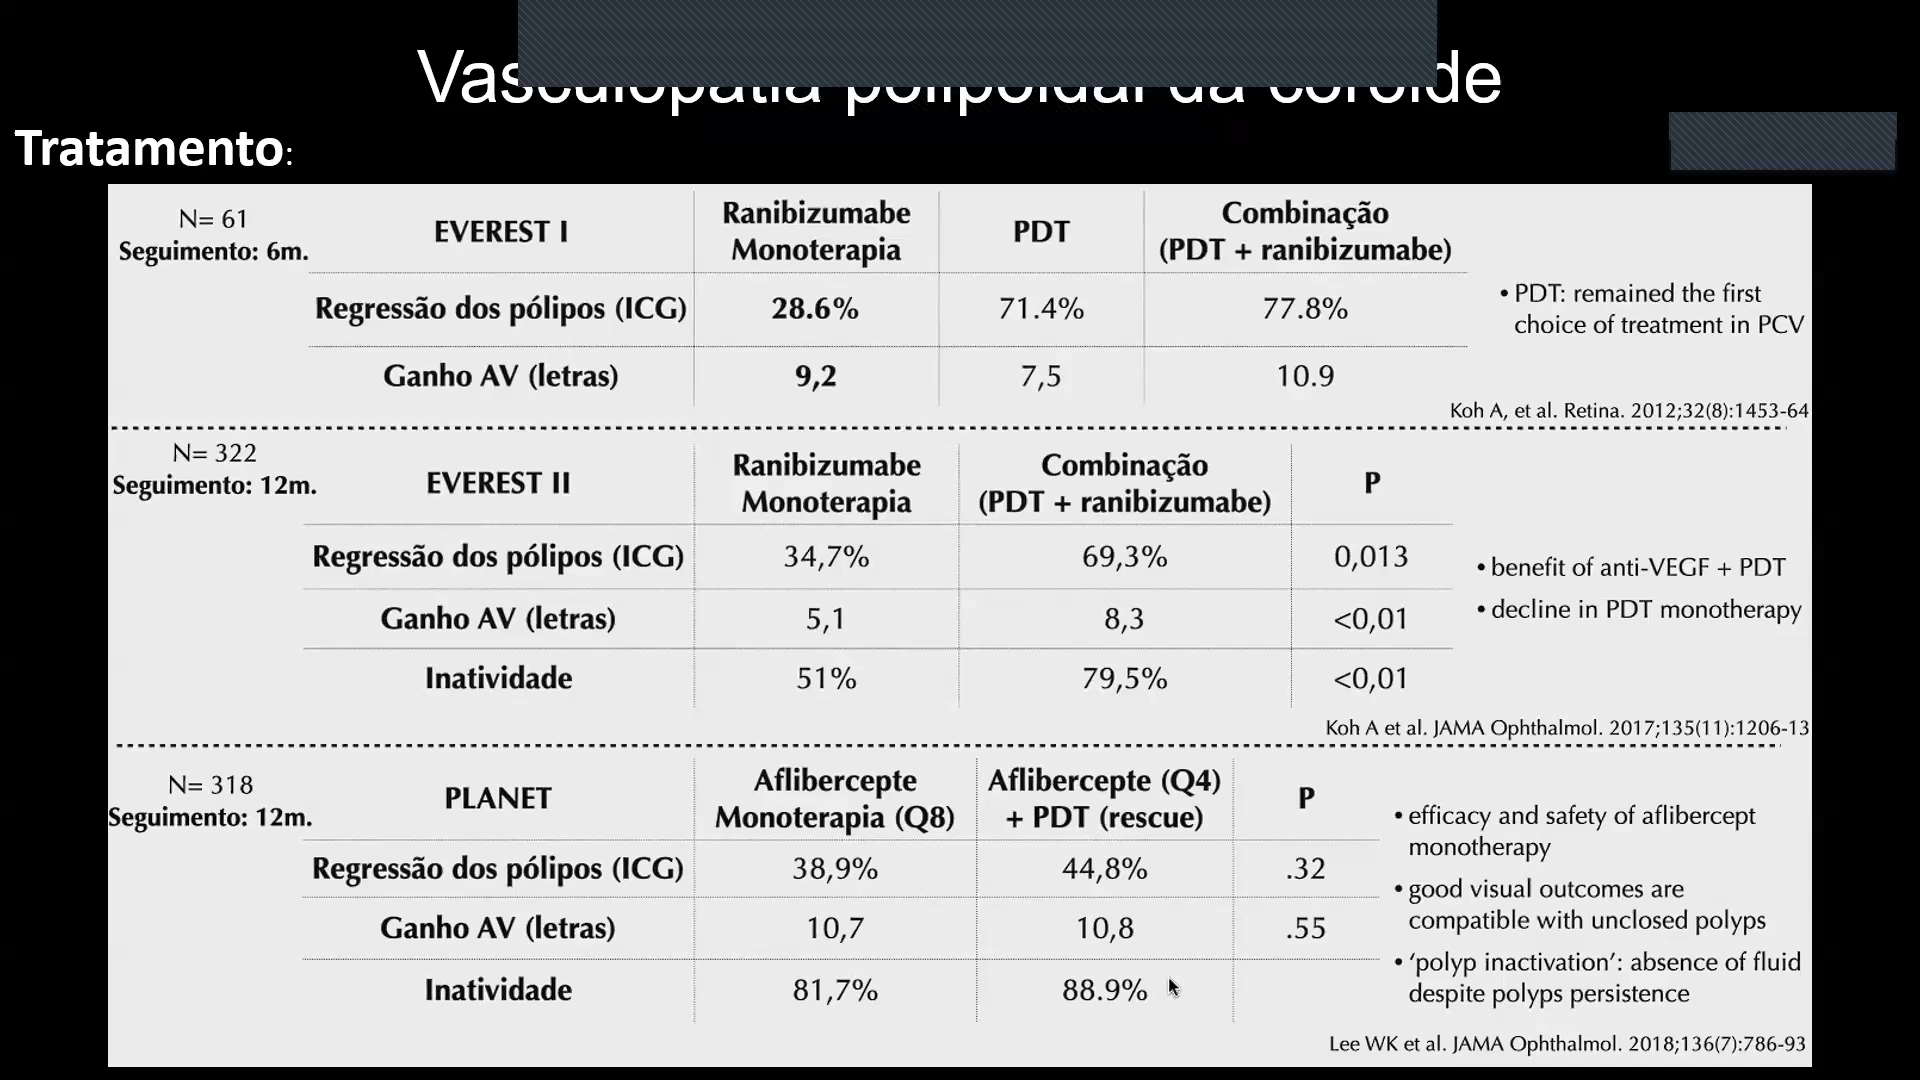 Vasculopatia polipoidal da coroide
Tratamento:
N= 61
Seguimento: 6m.
EVEREST I
Ranibizumabe
Monoterapia
PDT
Combinação
(PDT + ranibizumabe)
Regressão dos pólipos (ICG)
28.6%
71.4%
77.8%
Ganho AV (letras)
9,2
7,5
10.9
• PDT: remained the first
choice of treatment in PCV
Koh A, et al. Retina. 2012;32(8):1453-64
N= 322
Seguimento: 12m.
EVEREST II
Ranibizumabe
Monoterapia
Combinação
(PDT + ranibizumabe)
P
Regressão dos pólipos (ICG)
34,7%
69,3%
0,013
Ganho AV (letras)
5,1
8,3
<0,01
Inatividade
51%
79,5%
<0,01
• benefit of anti-VEGF + PDT
• decline in PDT monotherapy
Koh A et al. JAMA Ophthalmol. 2017;135(11):1206-13
N= 318
Seguimento: 12m.
PLANET
Aflibercepte
Monoterapia (Q8)
Aflibercepte (Q4)
+ PDT (rescue)
P
Regressão dos pólipos (ICG)
38,9%
44,8%
.32
Ganho AV (letras)
10,7
10,8
.55
Inatividade
81,7%
88.9%
• efficacy and safety of aflibercept
monotherapy
• good visual outcomes are
compatible with unclosed polyps
• ‘polyp inactivation’: absence of fluid
despite polyps persistence
Lee WK et al. JAMA Ophthalmol. 2018;136(7):786-93